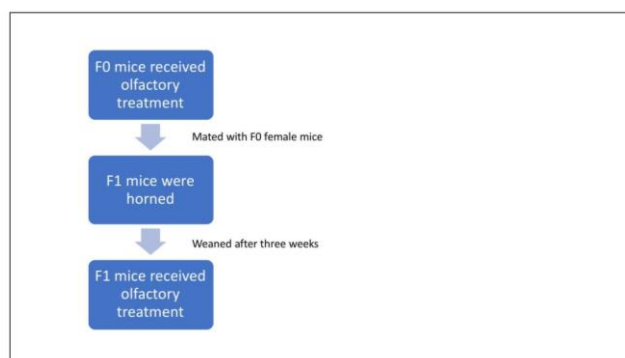 F0 mice received
olfactory
treatment
Mated with F0 female mice
F1 mice were
horned
Weaned after three weeks
F1 mice received
olfactory
treatment